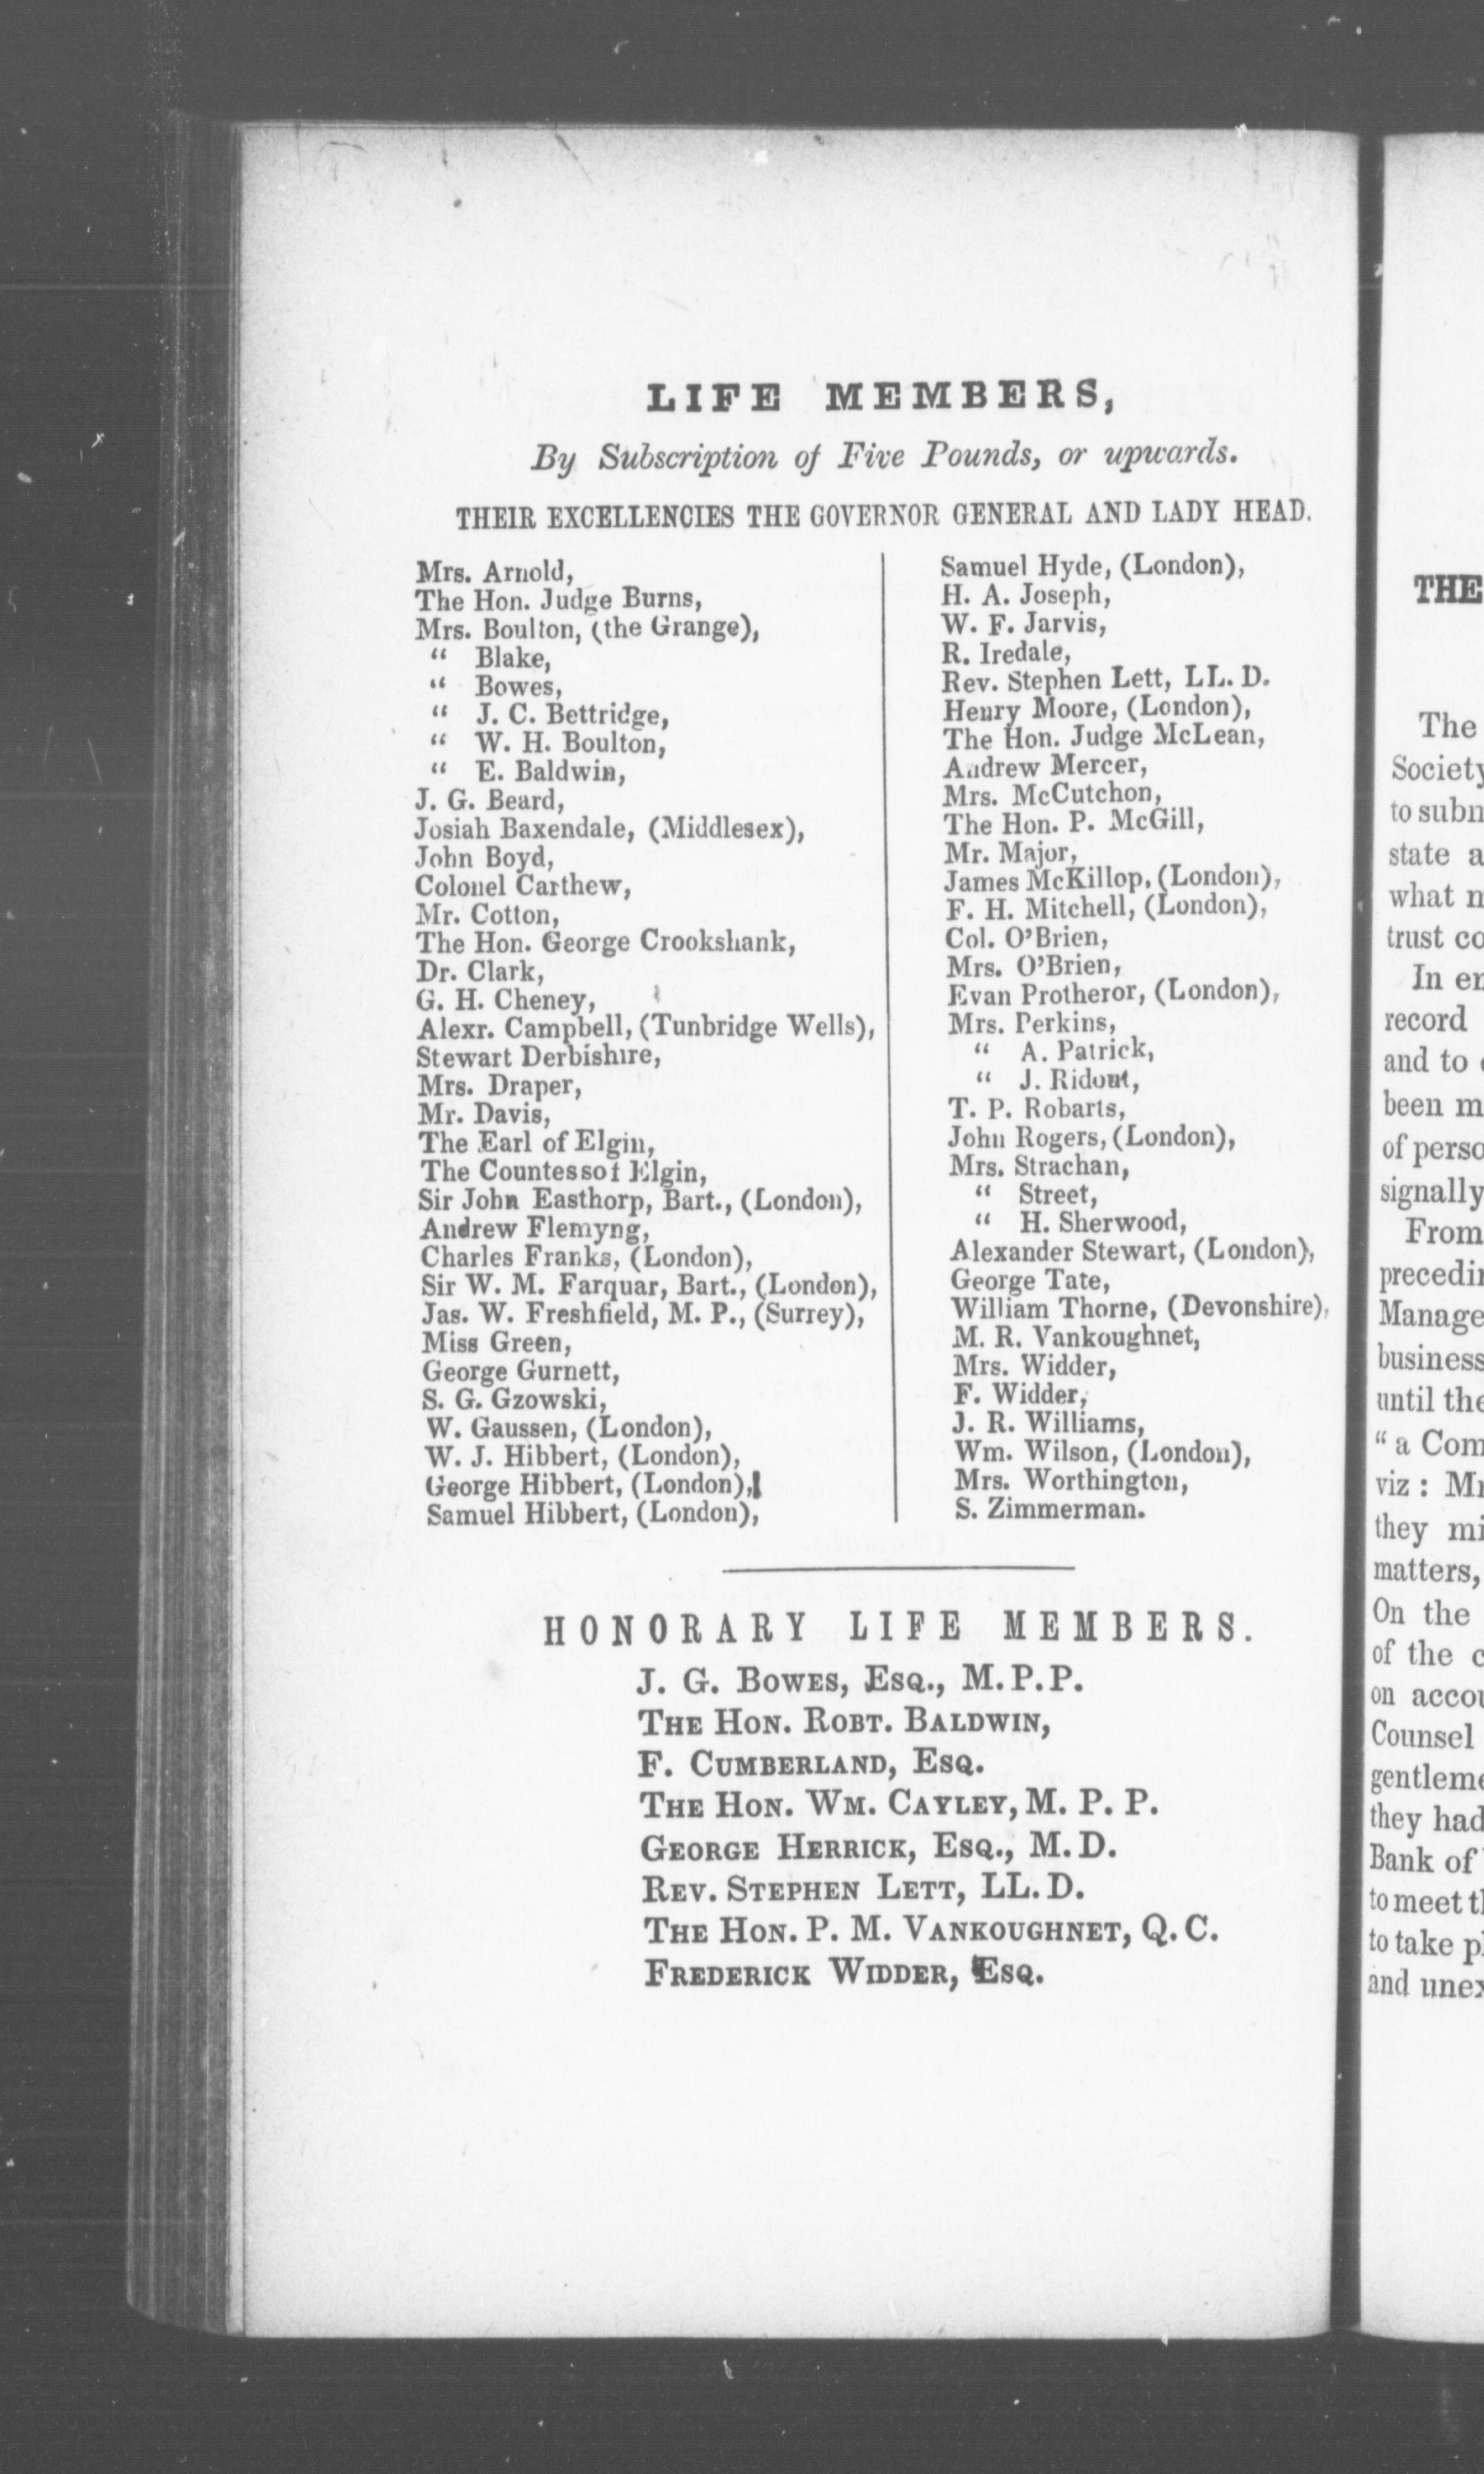 LIFE MEMBERS,
By Subscription of Five Pounds, or upwards.
THEIR EXCELLENCIES THE GOVERNOR GENERAL AND LADY HEAD.
Mrs. Arnold,
The Hon. Judge Burns,
Mrs. Boulton, (the Grange),
“ Blake,
“ Bowes,
“ J. C. Bettridge,
“ W. H. Boulton,
“ E. Baldwin,
J. G. Beard,
Josiah Baxendale, (Middlesex),
John Boyd,
Colonel Carthew,
Mr. Cotton,
The Hon. George Crookshank,
Dr. Clark,
G. H. Cheney,
Alexr. Campbell, (Tunbridge Wells),
Stewart Derbishire,
Mrs. Draper,
Mr. Davis,
The Earl of Elgin,
The Countess of Elgin,
Sir John Easthorp, Bart., (London),
Andrew Flemyng,
Charles Franks, (London),
Sir W. M. Farquar, Bart., (London),
Jas. W. Freshfield, M. P., (Surrey),
Miss Green,
George Gurnett,
S. G. Gzowski,
W. Gaussen, (London),
W. J. Hibbert, (London),
George Hibbert, (London),
Samuel Hibbert, (London),
Samuel Hyde, (London),
H. A. Joseph,
W. F. Jarvis,
R. Iredale,
Rev. Stephen Lett, LL. D.
Henry Moore, (London),
The Hon. Judge McLean,
Andrew Mercer,
Mrs. McCutchon,
The Hon. P. McGill,
Mr. Major,
James McKillop, (London),
F. H. Mitchell, (London),
Col. O’Brien,
Mrs. O’Brien,
Evan Protheror, (London),
Mrs. Perkins,
“ A. Patrick,
“ J. Ridout,
T. P. Robarts,
John Rogers, (London),
Mrs. Strachan,
“ Street,
“ H. Sherwood,
Alexander Stewart, (London),
George Tate,
William Thorne, (Devonshire),
M. R. Vankoughnet,
Mrs. Widder,
F. Widder,
J. R. Williams,
Wm. Wilson, (London),
Mrs. Worthington,
S. Zimmerman.
HONORARY LIFE MEMBERS.
J. G. BOWES, ESQ., M.P.P.
THE HON. ROBT. BALDWIN,
F. CUMBERLAND, ESQ.
THE HON. WM. CAYLEY, M. P. P.
GEORGE HERRICK, ESQ., M.D.
REV. STEPHEN LETT, LL.D.
THE HON. P. M. VANKOUGHNET, Q.C.
FREDERICK WIDDER, ESQ.
THE
The
Society
to
state
what
trust
In
record
and to
been
of
signally
From
Manage
business
until the
“ a Com
viz :
they
matters,
On the
of the
on
Counsel
they had
Bank of
to meet
to take
and